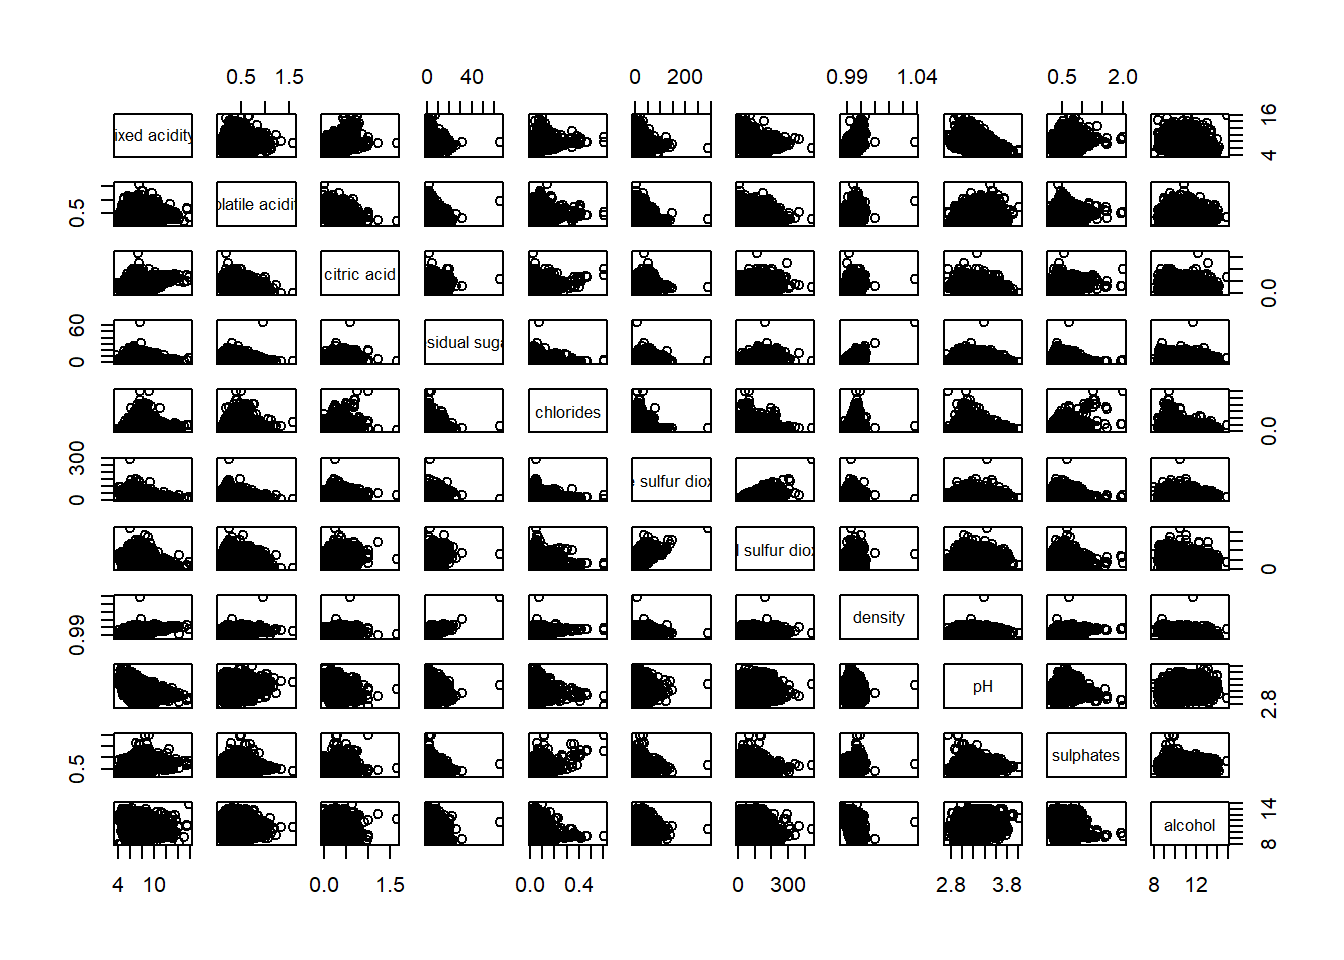 0.5 1.5 0 40 0 200 0.99 1.04 0.5 2.0
ixed acidity 16
4
0.5 olatile acidit
citric acid 0.0
60
0 sidual suga
chlorides 0.0
300
0 e sulfur diox
l sulfur diox 0
0.99 density
pH 2.8
0.5 sulphates
alcohol 14
8
4 10 0.0 1.5 0.0 0.4 0 300 2.8 3.8 8 12